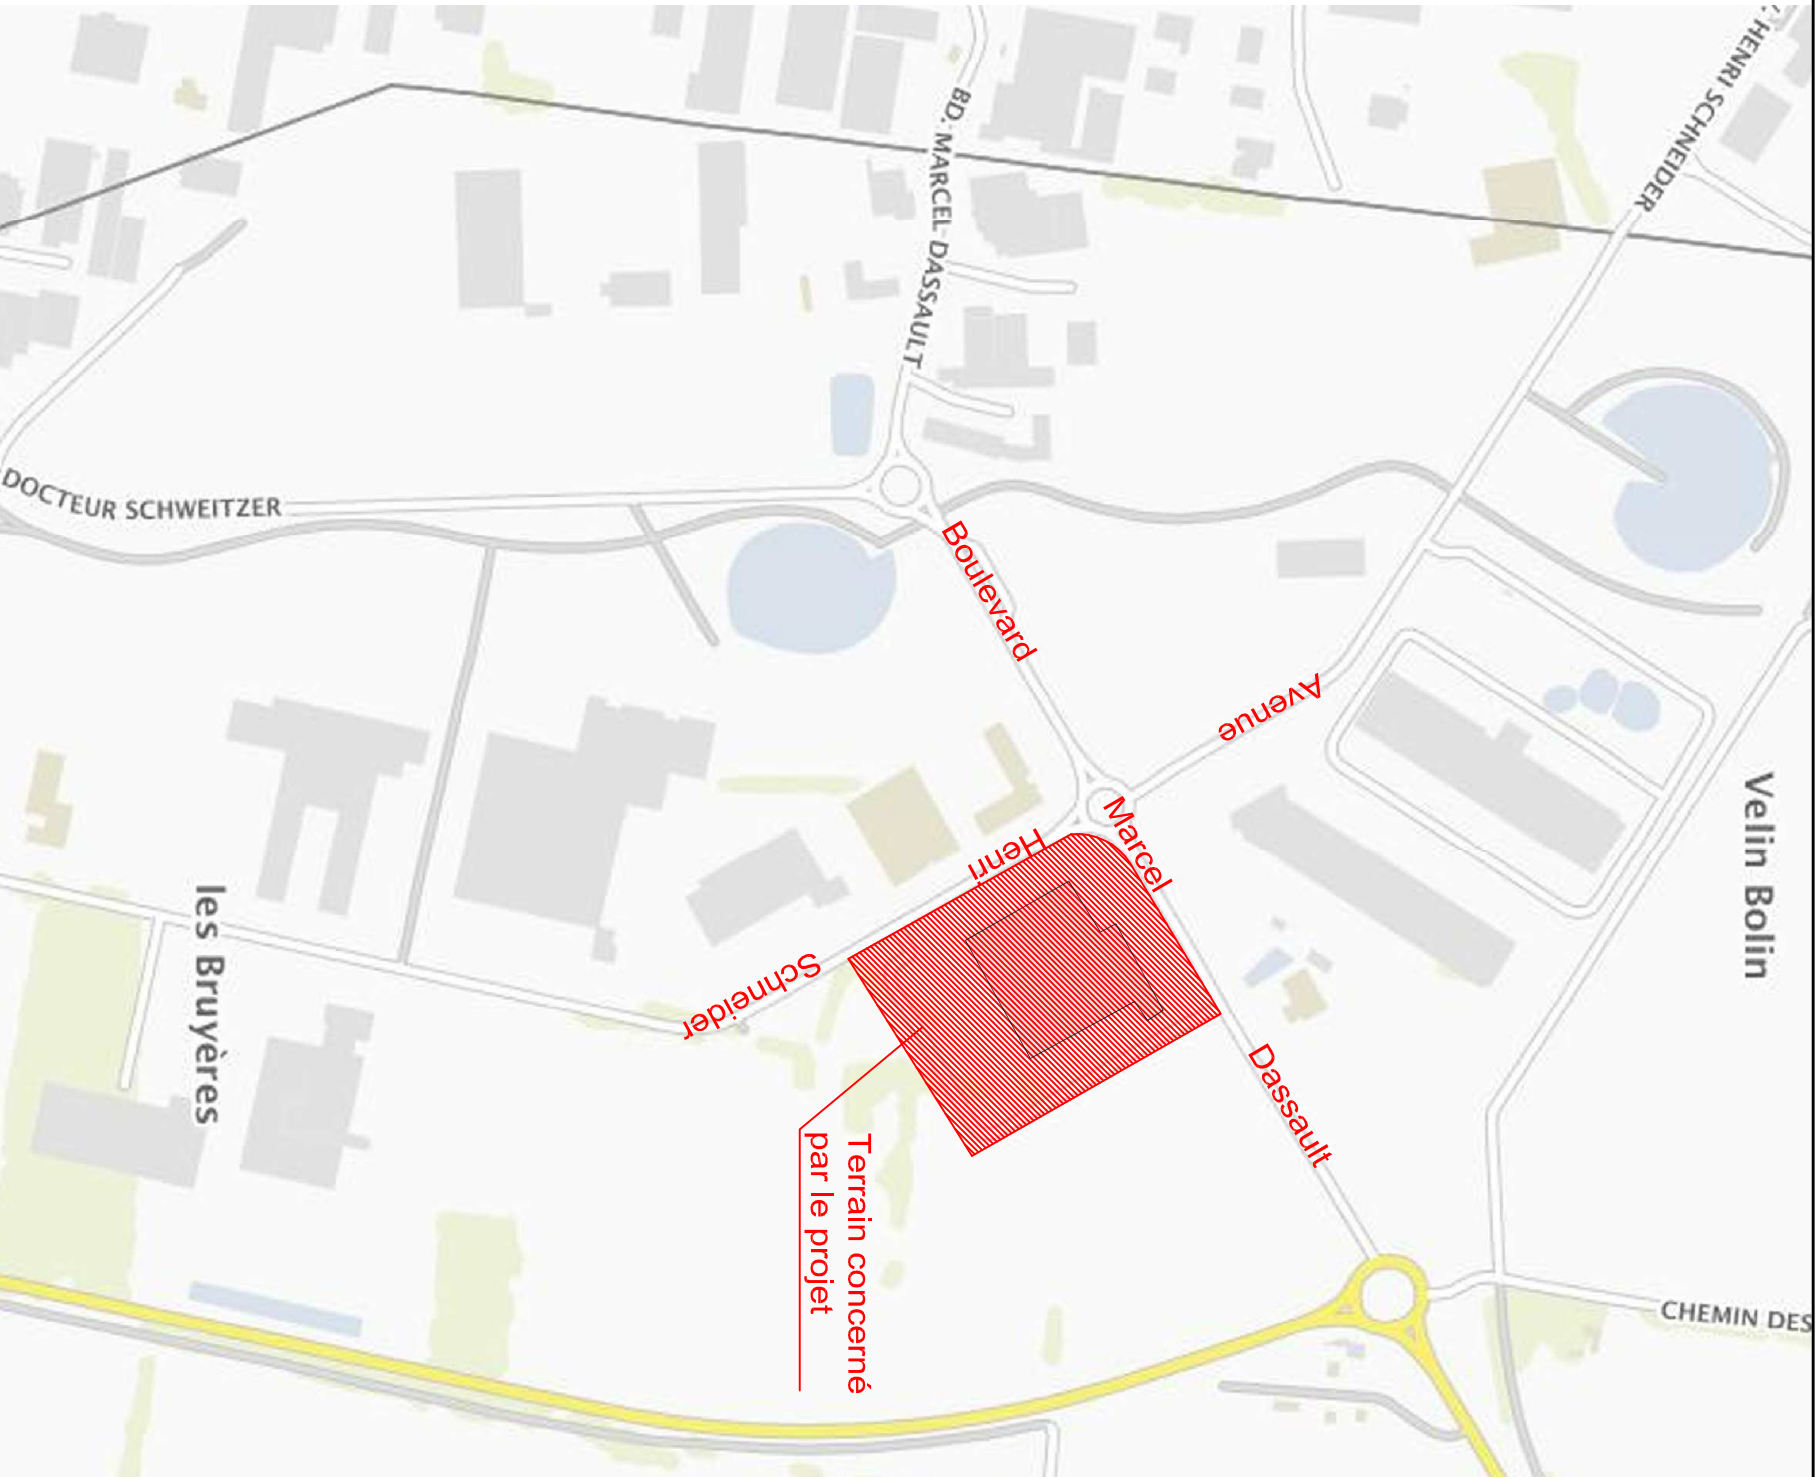 : HENRI SCHNEIDER
BD. MARCEL DASSAULT
DOCTEUR SCHWEITZER
Boulevard
Marcel
Dassault
Avenue
Henri
Schneider
Velin Bolin
les Bruyères
Terrain concerné
par le projet
CHEMIN DES